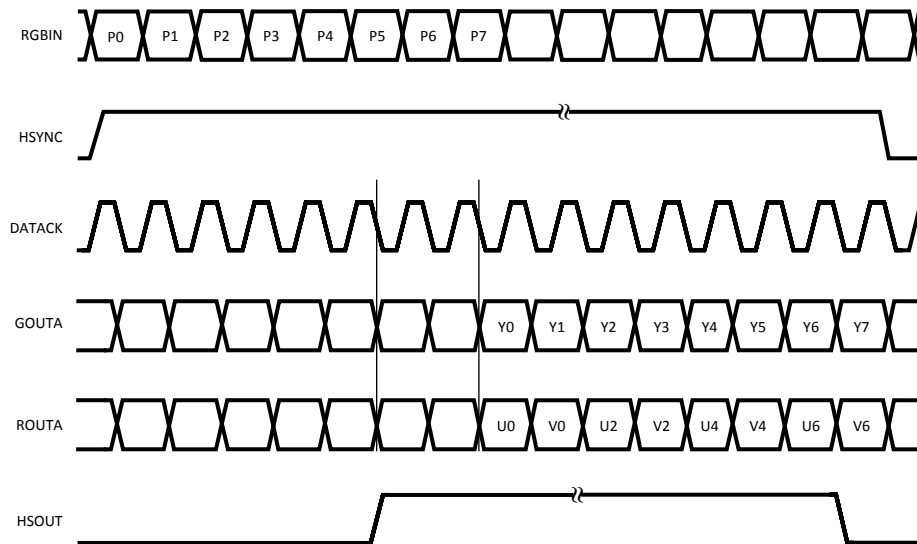 RGBIN P0 P1 P2 P3 P4 P5 P6 P7
HSYNC
DATACK
GOUTA Y0 Y1 Y2 Y3 Y4 Y5 Y6 Y7
ROUTA U0 V0 U2 V2 U4 V4 U6 V6
HSOUT